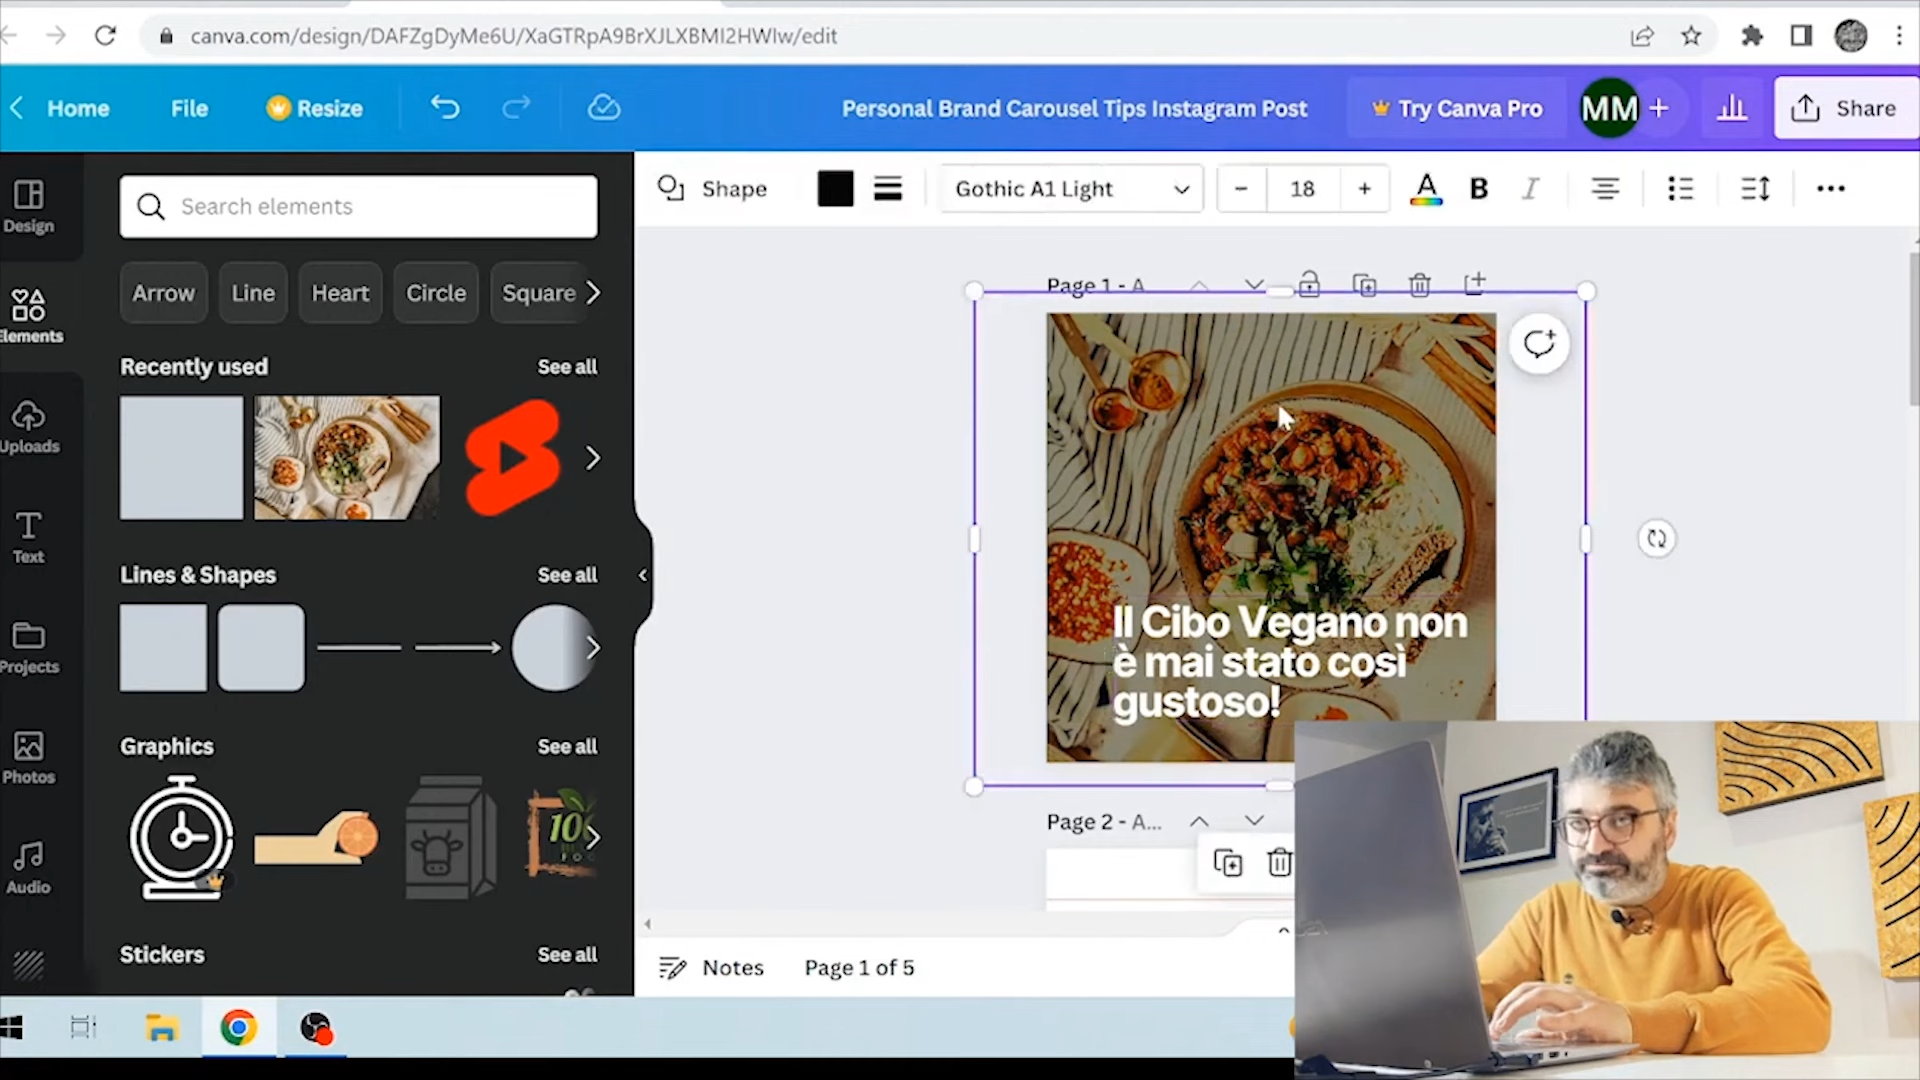 canva.com/design/DAFZgDyMe6U/XaGTRpA9BrXJLXBMI2HWIw/edit
Home File Resize Personal Brand Carousel Tips Instagram Post Try Canva Pro MM + Share
Shape Gothic A1 Light - 18 + A B I
Design
Elements
Uploads
Text
Projects
Photos
Audio
Search elements
Arrow Line Heart Circle Square
Recently used See all
Lines & Shapes See all
Graphics See all
Stickers See all
Page 1 - A
Il Cibo Vegano non
è mai stato così
gustoso!
Page 2 - A...
Notes Page 1 of 5